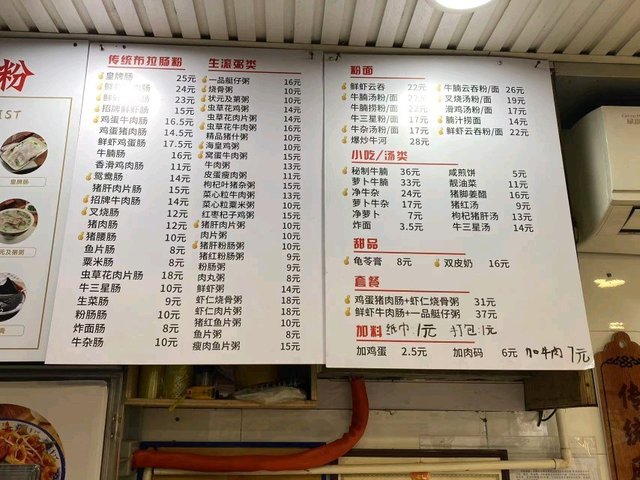 粉
传统布拉肠粉
皇牌肠 25元
24元
23元
招牌鲜虾肠 15元
鸡蛋牛肉肠 16.5元
鸡蛋猪肉肠 14.5元
鲜虾鸡蛋肠 17.5元
牛腩肠 16元
香滑鸡肉肠 11元
鸳鸯肠 14元
猪肝肉片肠 15元
招牌牛肉肠 14元
叉烧肠 12元
猪肉肠 12元
猪腰肠 10元
鱼片肠 8元
粟米肠 8元
虫草花肉片肠 18元
牛三星肠 10元
生菜肠 9元
粉肠肠 10元
炸面肠 8元
牛杂肠 10元
生滚粥类
一品艇仔粥 16元
烧骨粥 10元
状元及第粥 10元
虫草花鸡粥 14元
虫草花肉片粥 14元
虫草花牛肉粥 16元
精品猪什粥 10元
海皇鸡粥 10元
窝蛋牛肉粥 15元
牛肉粥 13元
皮蛋瘦肉粥 11元
枸杞叶猪杂粥 15元
菜心粒牛肉粥 13元
菜心粒粟米粥 10元
红枣杞子鸡粥 15元
猪肝肉片粥 10元
肉片粥 10元
猪肝粉肠粥 10元
猪红粉肠粥 9元
粉肠粥 9元
肉丸粥 8元
鲜虾粥 14元
虾仁烧骨粥 18元
虾仁肉片粥 18元
猪红鱼片粥 10元
鱼片粥 8元
瘦肉鱼片粥 15元
粉面
鲜虾云吞 22元 牛腩云吞粉/面 26元
牛腩汤粉/面 22元 叉烧汤粉/面 19元
牛腩捞粉/面 滑鸡汤粉/面 17元
牛三星粉/面 腩汁捞面 14元
牛杂汤粉/面 鲜虾云吞粉/面 22元
爆炒牛河 28元
小吃/汤类
秘制牛腩 36元 咸煎饼 5元
萝卜牛腩 33元 靓油菜 11元
净牛杂 24元 猪脚姜醋 16元
萝卜牛杂 17元 猪红汤 9元
净萝卜 7元 枸杞猪肝汤 13元
炸面 3.5元 牛三星汤 14元
甜品
龟苓膏 8元 双皮奶 16元
套餐
鸡蛋猪肉肠+虾仁烧骨粥 31元
鲜虾牛肉肠+一品艇仔粥 37元
加料 纸巾1元 打包:1元
加鸡蛋 2.5元 加肉码 6元 加牛肉7元
皇牌肠